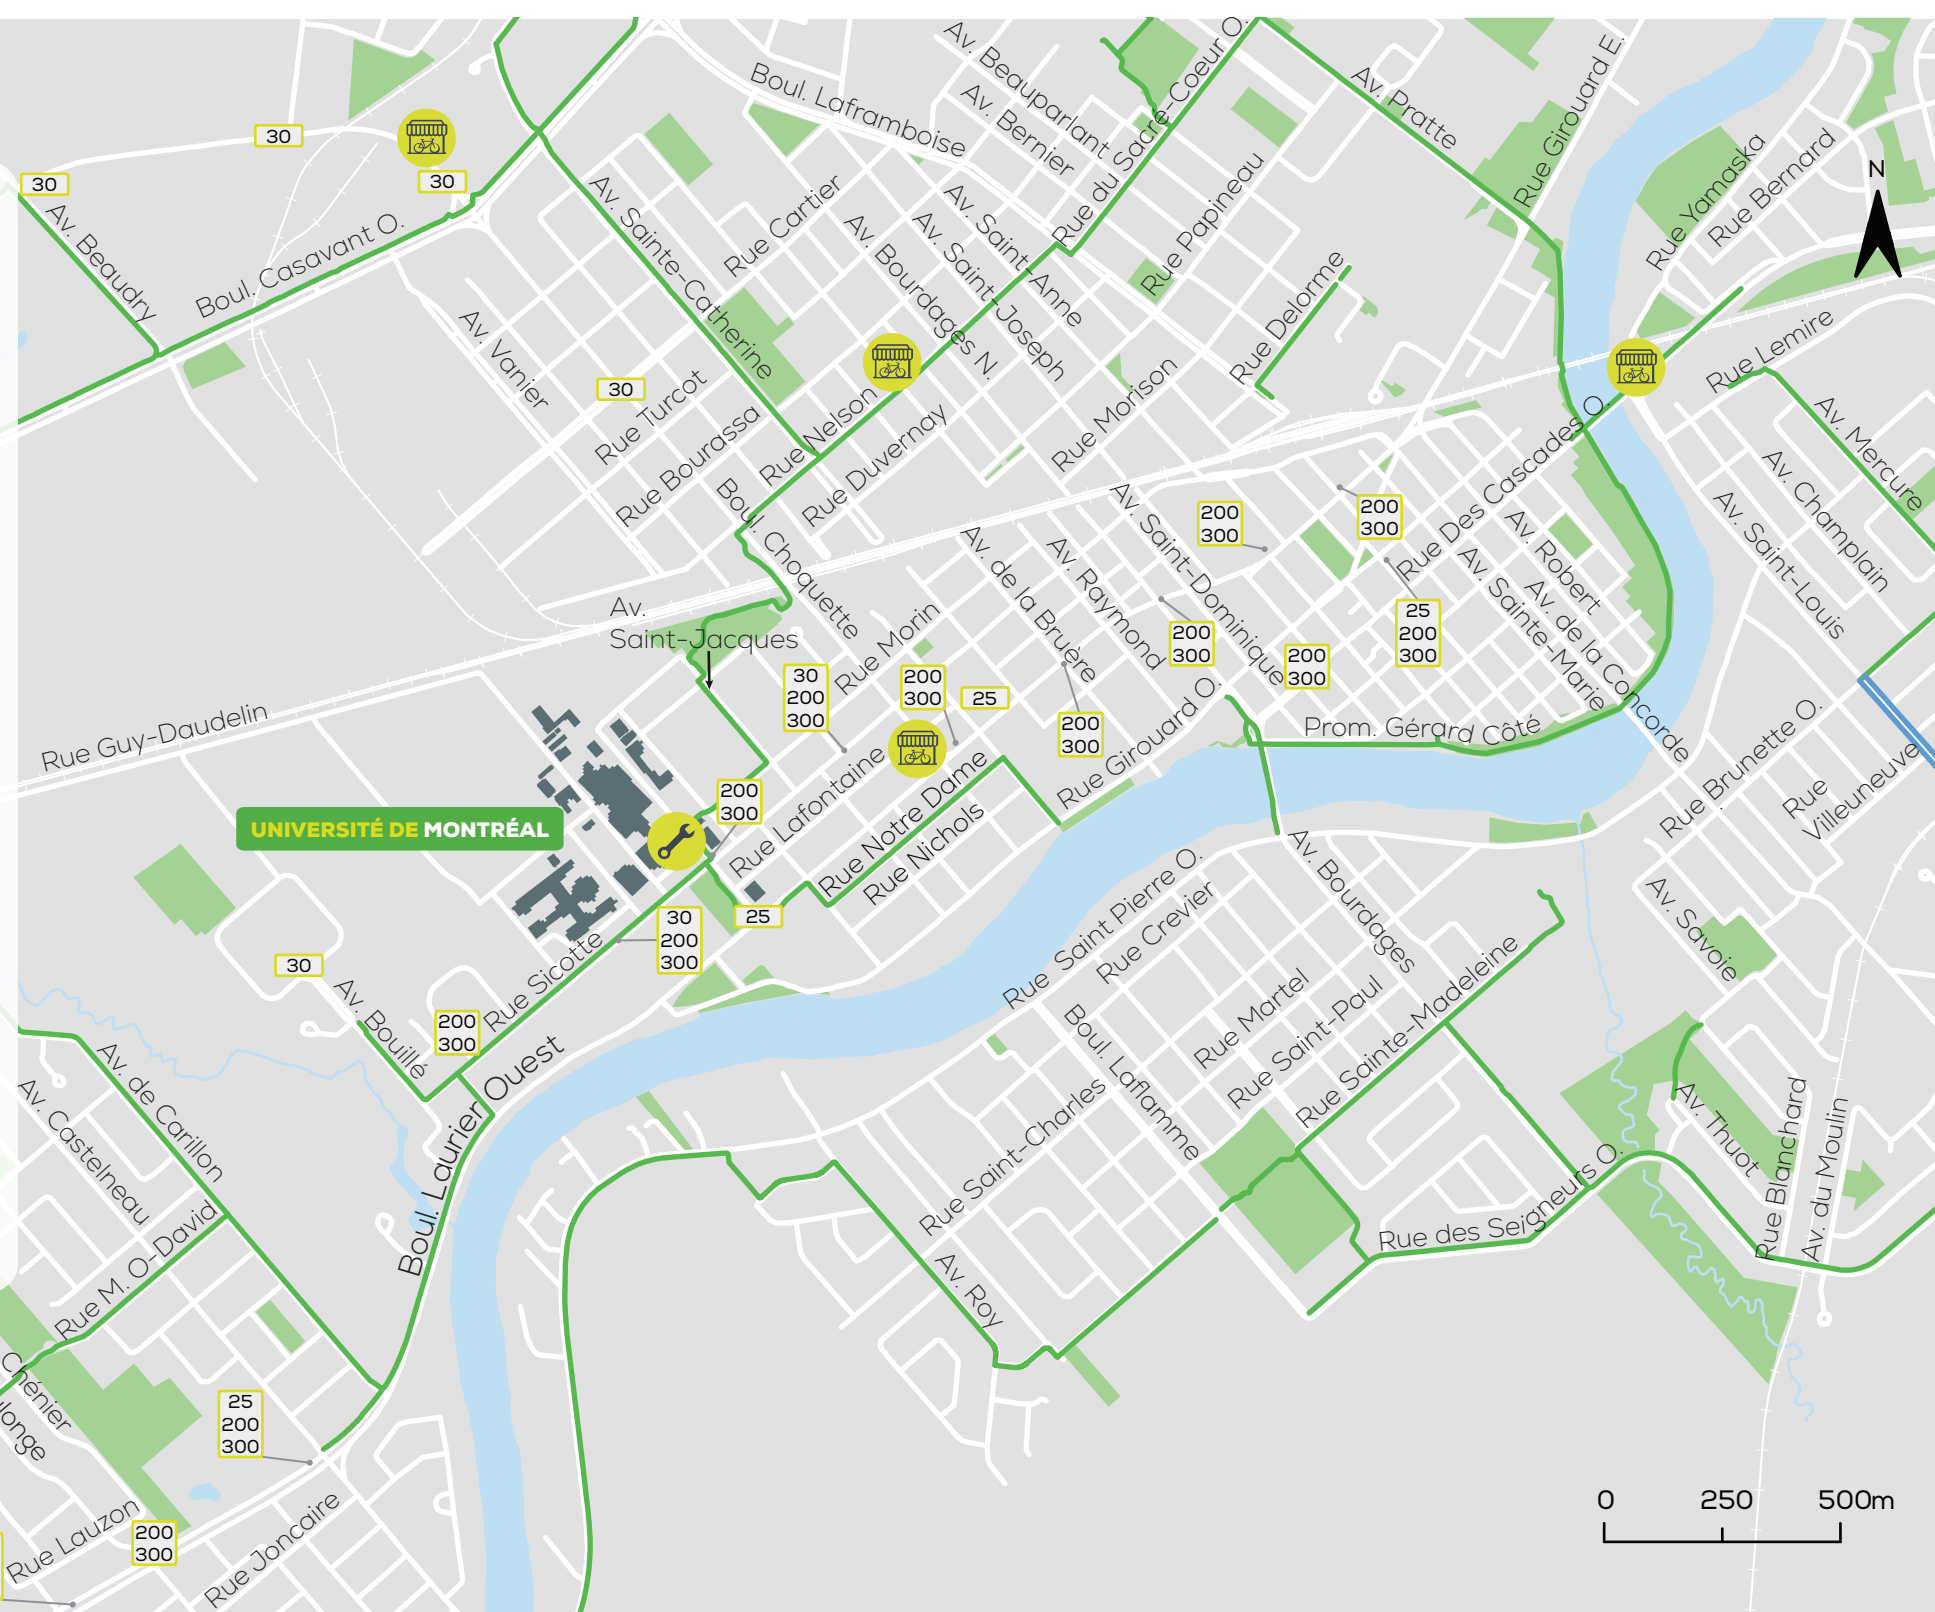 Av. Beauparlant
Av. Bernier
Boul. Laframboise
Rue du Sacré-Coeur O.
Av. Pratte
Rue Girouard E.
Rue Yamaska
Rue Bernard
N
30
30
30
Av. Beaudry
Boul. Casavant O.
Av. Sainte-Catherine
Rue Cartier
Av. Bourdages N.
Av. Saint-Joseph
Av. Saint-Anne
Rue Papineau
Rue Delorme
Rue Lemire
Av. Mercure
Av. Champlain
Av. Saint-Louis
Av. Vanier
30
Rue Turcot
Rue Bourassa
Rue Nelson
Rue Duvernay
Rue Morison
Boul. Choquette
Rue Des Cascades O.
Av. Saint-Dominique
200
300
200
300
Av. Robert
Av. Sainte-Marie
Av. de la Concorde
25
200
300
Av. de la Bruère
Av. Raymond
200
300
200
300
Av.
Saint-Jacques
Rue Morin
30
200
300
200
300
25
200
300
Rue Girouard O.
Prom. Gérard Côté
Rue Brunette O.
Rue
Villeuneuve
Rue Guy-Daudelin
UNIVERSITÉ DE MONTRÉAL
200
300
Rue Lafontaine
Rue Notre Dame
Rue Nichols
25
30
200
300
30
Av. Bouillé
200
300
Rue Sicotte
Boul. Laurier Ouest
Rue Saint Pierre O.
Rue Crevier
Av. Bourdages
Av. Savoie
Rue Martel
Rue Saint-Paul
Rue Sainte-Madeleine
Boul. Laflamme
Rue Saint-Charles
Av. Roy
Rue des Seigneurs O.
Av. Thuot
Rue Blanchard
Av. du Moulin
Av. de Carillon
Av. Castelneau
Rue M. O-David
Chénier
longe
25
200
300
Rue Lauzon
200
300
Rue Joncaire
0 250 500m